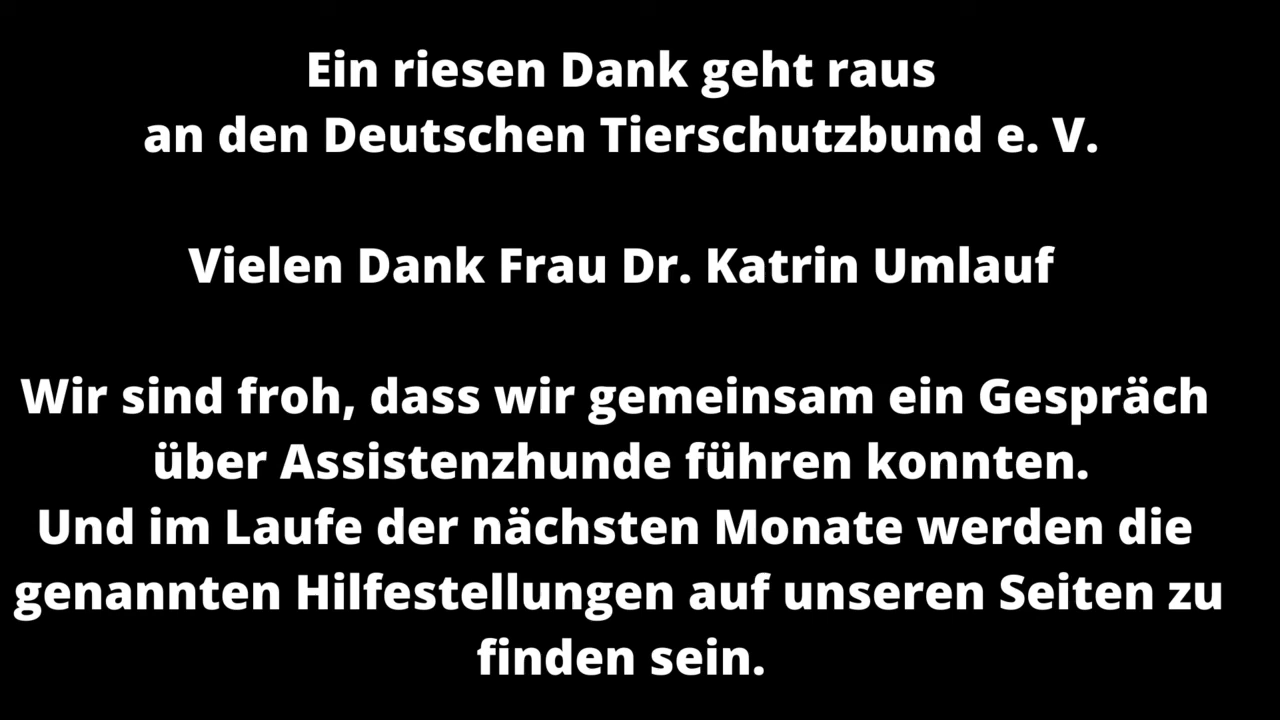 Ein riesen Dank geht raus
an den Deutschen Tierschutzbund e. V.
Vielen Dank Frau Dr. Katrin Umlauf
Wir sind froh, dass wir gemeinsam ein Gespräch
über Assistenzhunde führen konnten.
Und im Laufe der nächsten Monate werden die
genannten Hilfestellungen auf unseren Seiten zu
finden sein.